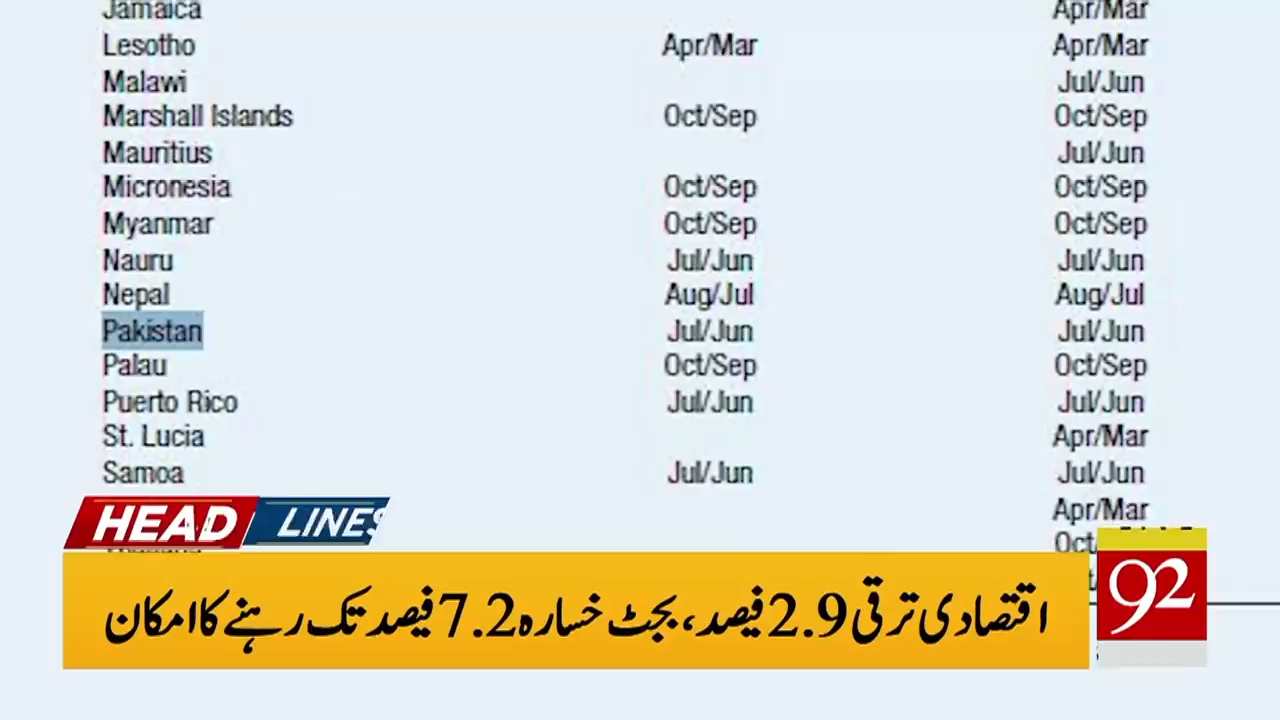 Jamaica Apr/Mar
Lesotho Apr/Mar Apr/Mar
Malawi Jul/Jun
Marshall Islands Oct/Sep Oct/Sep
Mauritius Jul/Jun
Micronesia Oct/Sep Oct/Sep
Myanmar Oct/Sep Oct/Sep
Nauru Jul/Jun Jul/Jun
Nepal Aug/Jul Aug/Jul
Pakistan Jul/Jun Jul/Jun
Palau Oct/Sep Oct/Sep
Puerto Rico Jul/Jun Jul/Jun
St. Lucia Apr/Mar
Samoa Jul/Jun Jul/Jun
Apr/Mar
HEAD LINES
اقتصادی ترقی 2.9 فیصد، بجٹ خسارہ 7.2 فیصد تک رہنے کا امکان
92